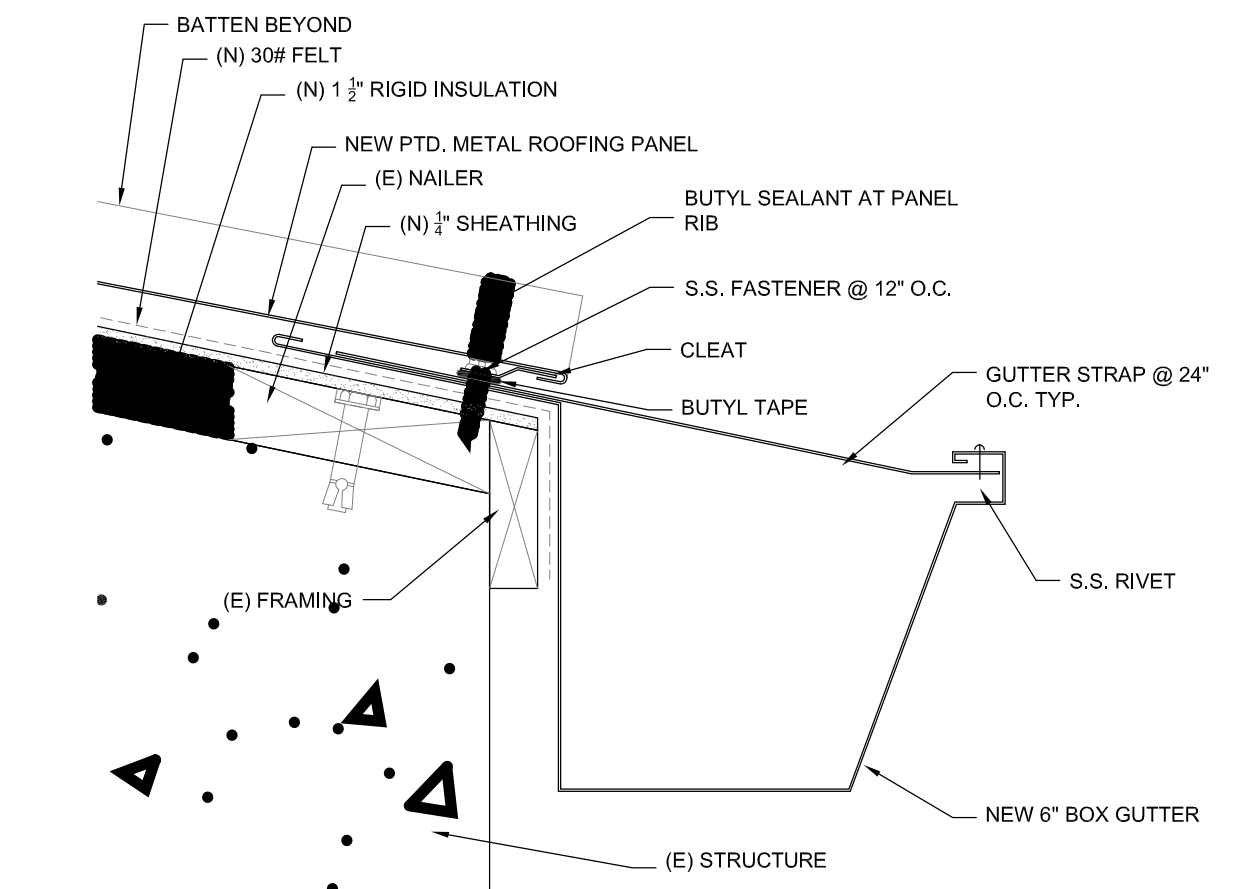 BATTEN BEYOND
(N) 30# FELT
(N) 1 1/2" RIGID INSULATION
NEW PTD. METAL ROOFING PANEL
(E) NAILER
(N) 1/4" SHEATHING
BUTYL SEALANT AT PANEL
RIB
S.S. FASTENER @ 12" O.C.
CLEAT
BUTYL TAPE
GUTTER STRAP @ 24"
O.C. TYP.
S.S. RIVET
(E) FRAMING
NEW 6" BOX GUTTER
(E) STRUCTURE